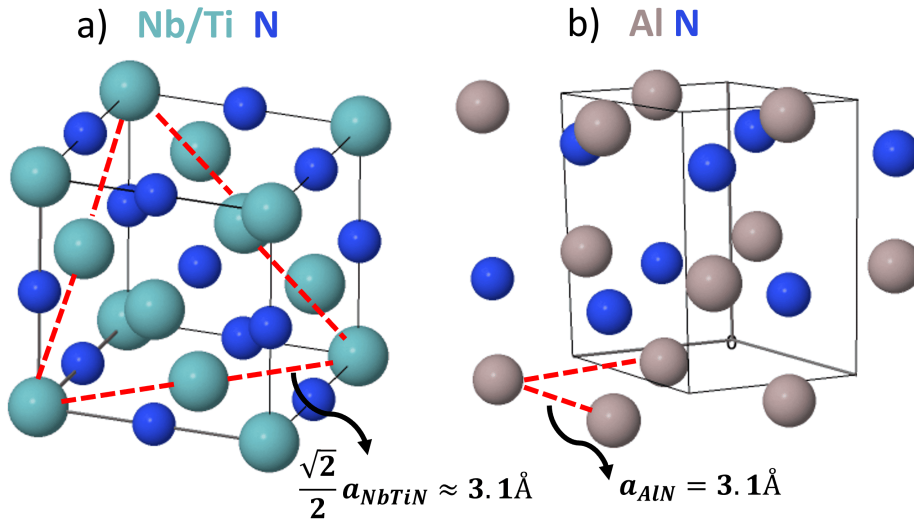 a) Nb/Ti N
b) Al N
o
√2/2 a_NbTiN ≈ 3.1Å
a_AlN = 3.1Å